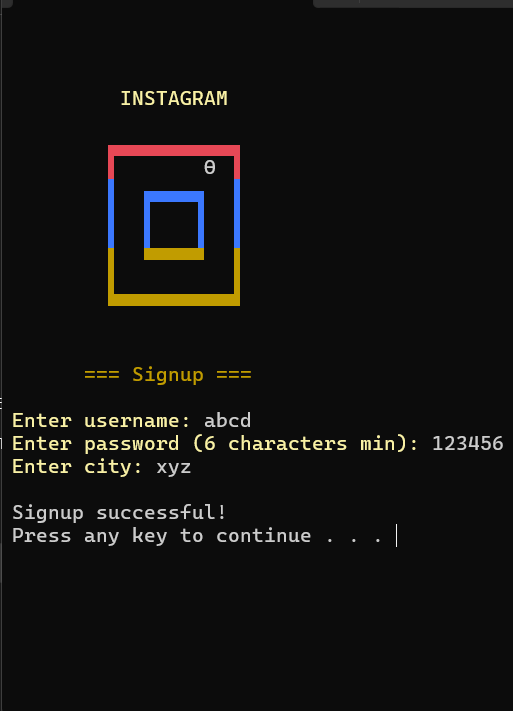 INSTAGRAM
θ
=== Signup ===
Enter username: abcd
Enter password (6 characters min): 123456
Enter city: xyz
Signup successful!
Press any key to continue . . .